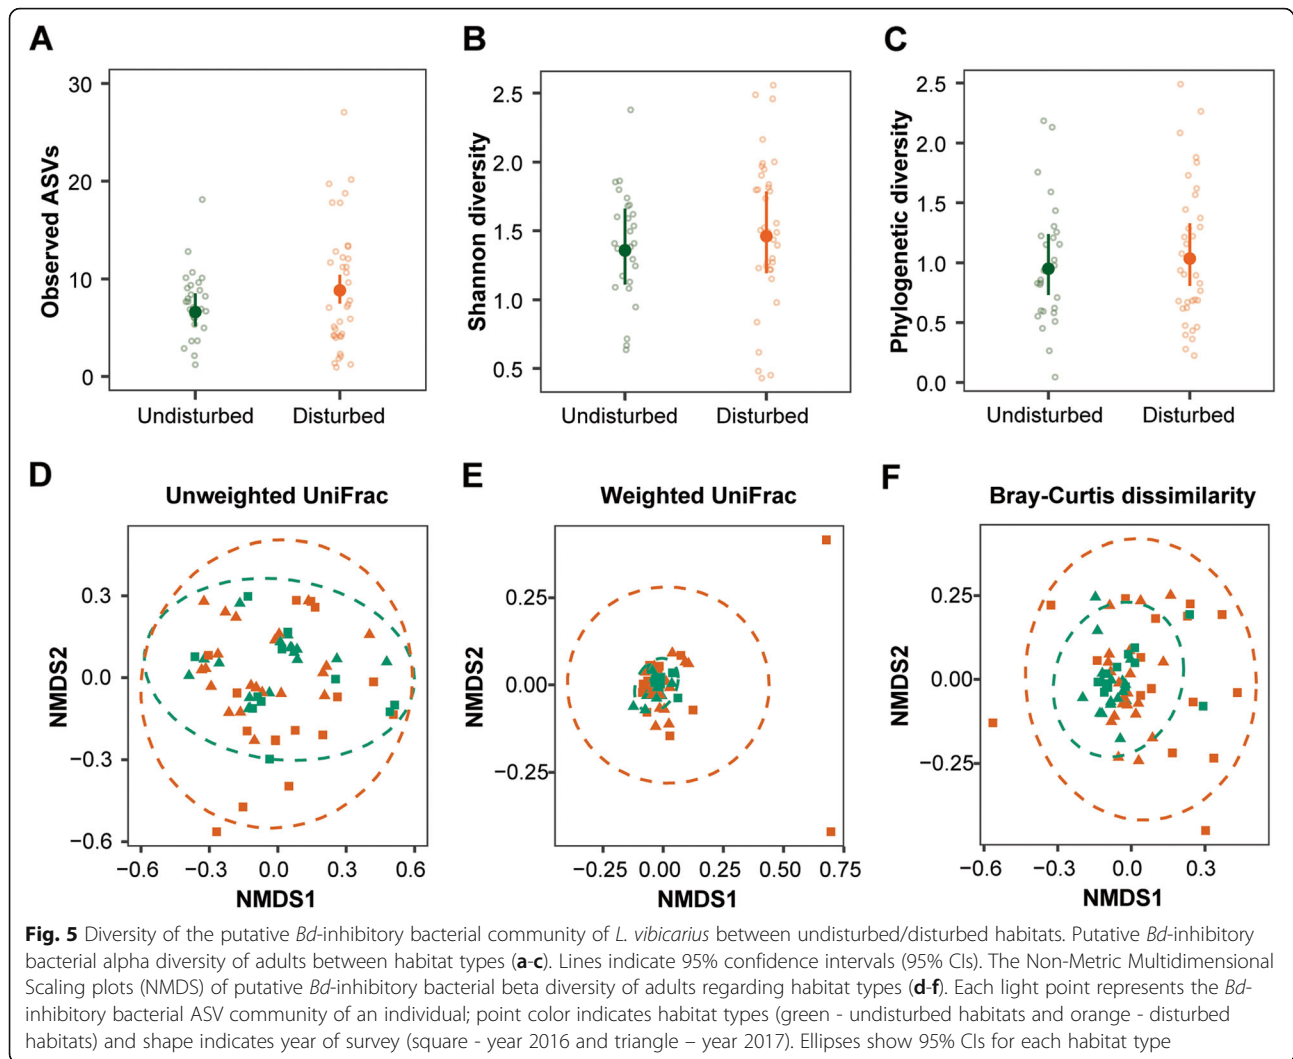 A
B
C
Observed ASVs
30
20
10
0
Undisturbed
Disturbed
Shannon diversity
2.5
2.0
1.5
1.0
0.5
Undisturbed
Disturbed
Phylogenetic diversity
2.5
2.0
1.5
1.0
0.5
0.0
Undisturbed
Disturbed
D
Unweighted UniFrac
E
Weighted UniFrac
F
Bray-Curtis dissimilarity
NMDS2
0.3
0.0
−0.3
−0.6
−0.6
−0.3
0.0
0.3
0.6
NMDS1
NMDS2
0.25
0.00
−0.25
−0.25
0.00
0.25
0.50
0.75
NMDS1
NMDS2
0.25
0.00
−0.25
−0.6
−0.3
0.0
0.3
NMDS1
Fig. 5 Diversity of the putative Bd-inhibitory bacterial community of L. vibicarius between undisturbed/disturbed habitats. Putative Bd-inhibitory
bacterial alpha diversity of adults between habitat types (a-c). Lines indicate 95% confidence intervals (95% CIs). The Non-Metric Multidimensional
Scaling plots (NMDS) of putative Bd-inhibitory bacterial beta diversity of adults regarding habitat types (d-f). Each light point represents the Bd-
inhibitory bacterial ASV community of an individual; point color indicates habitat types (green - undisturbed habitats and orange - disturbed
habitats) and shape indicates year of survey (square - year 2016 and triangle – year 2017). Ellipses show 95% CIs for each habitat type